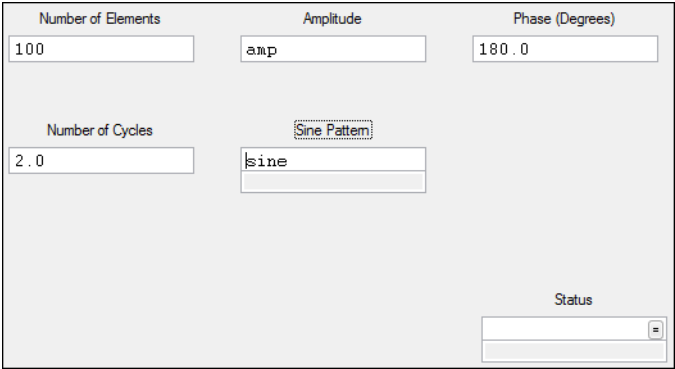 Number of Elements Amplitude Phase (Degrees)
100 amp 180.0
Number of Cycles Sine Pattern
2.0 sine
Status
=